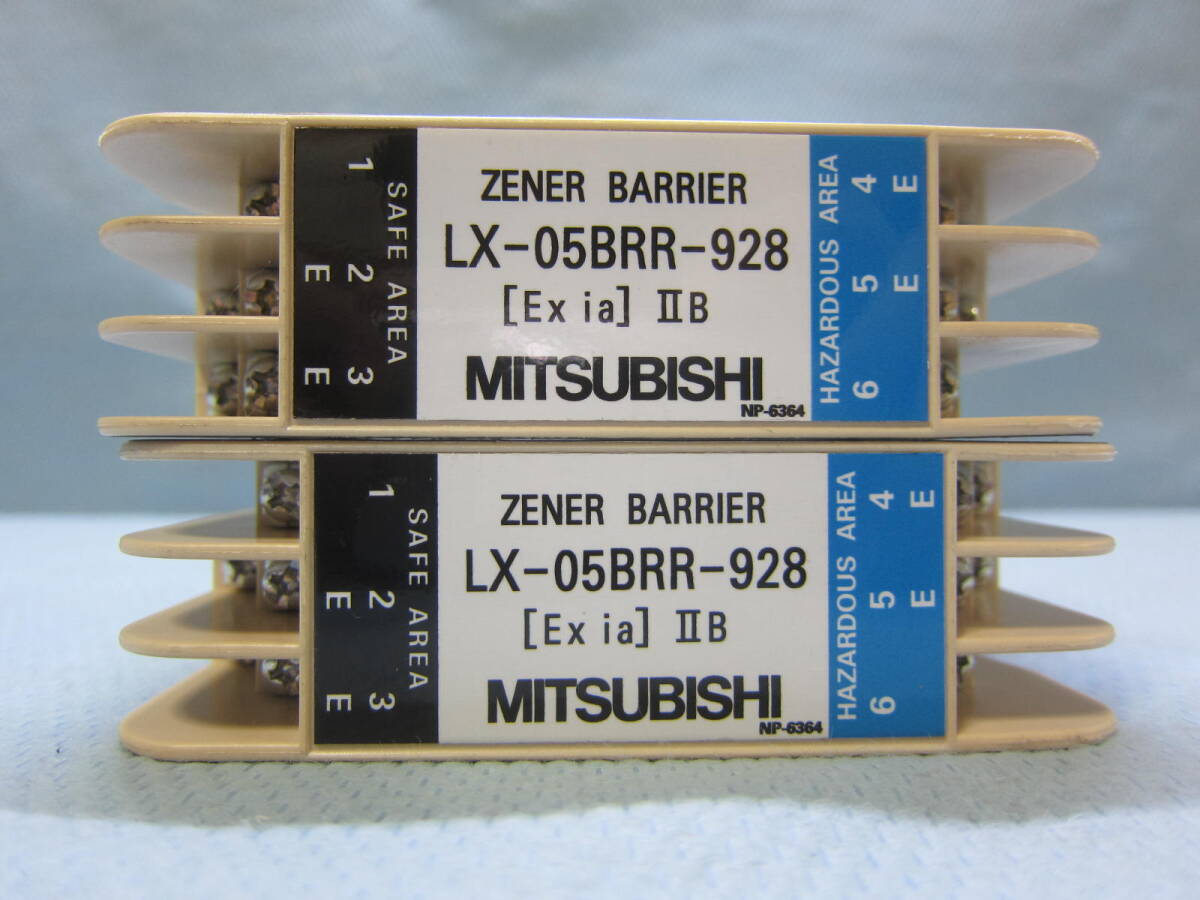 1 2 3
E E
SAFE AREA
ZENER BARRIER
LX-05BRR-928
[Ex ia] ⅡB
MITSUBISHI
NP-6364
HAZARDOUS AREA
4 5 6
E E
1 2 3
E E
SAFE AREA
ZENER BARRIER
LX-05BRR-928
[Ex ia] ⅡB
MITSUBISHI
NP-6364
HAZARDOUS AREA
4 5 6
E E